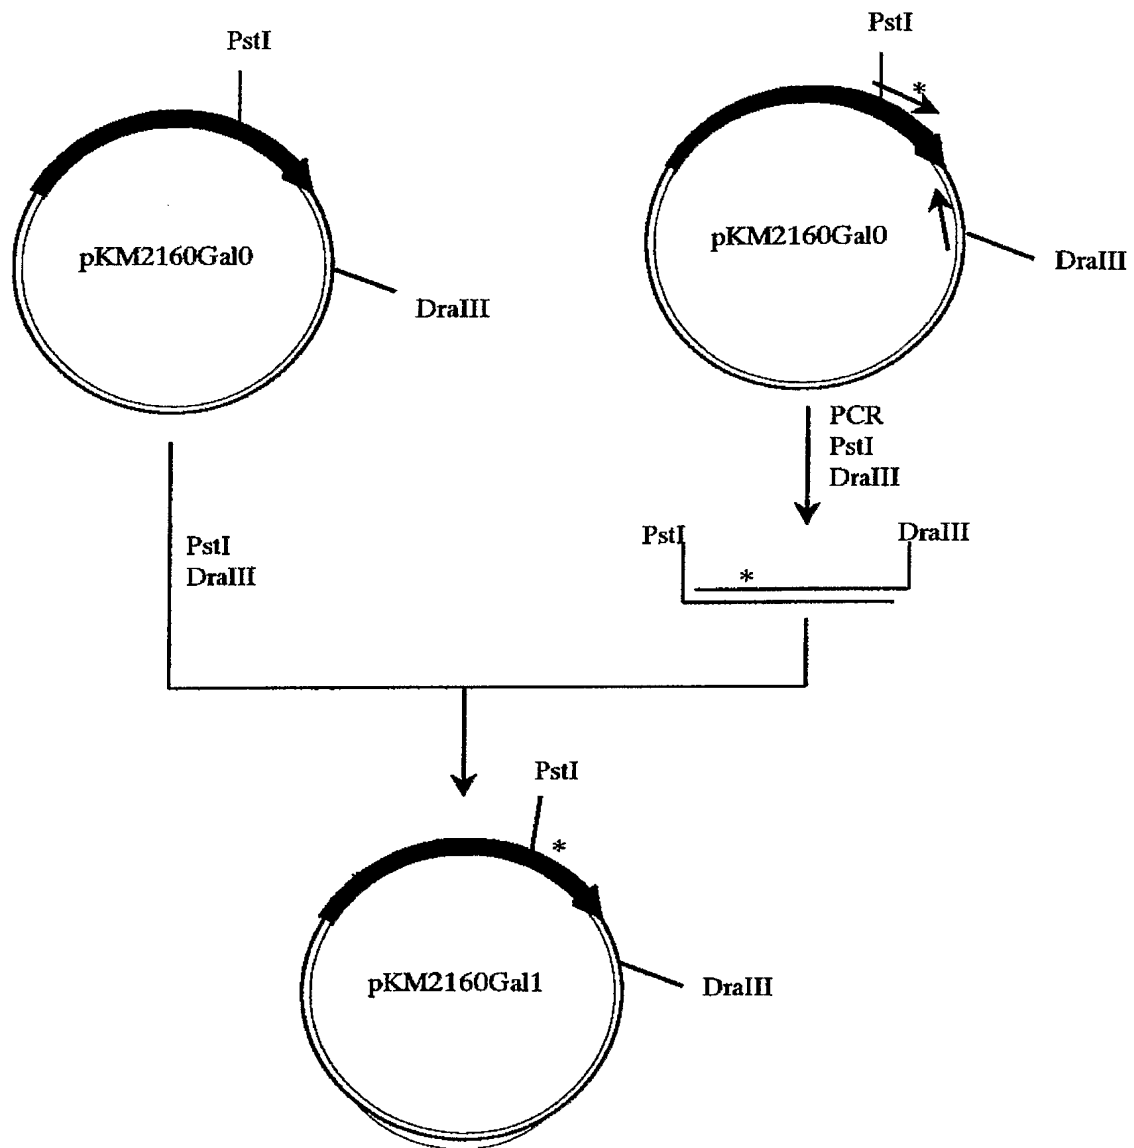 PstI
PstI
*
pKM2160Gal0
pKM2160Gal0
DraIII
DraIII
PCR
PstI
DraIII
PstI
DraIII
PstI
DraIII
*
PstI
*
pKM2160Gal1
DraIII